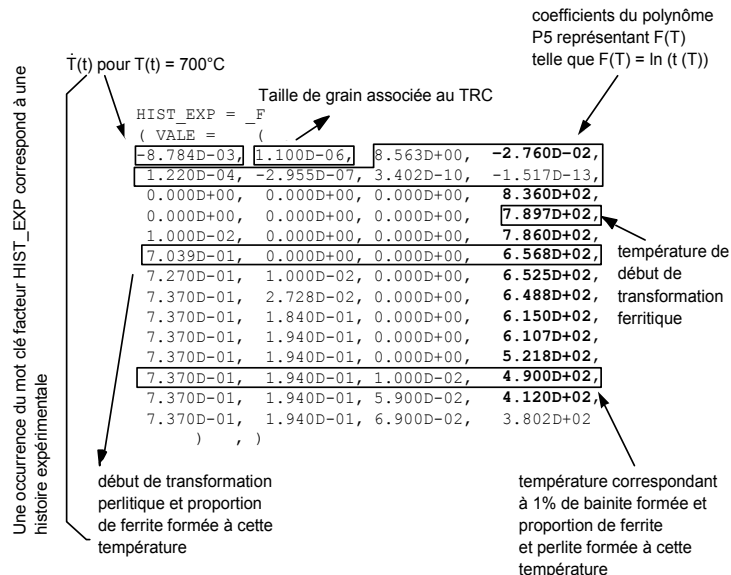 coefficients du polynôme
P5 représentant F(T)
telle que F(T) = ln (t (T))
Ṫ(t) pour T(t) = 700°C
Taille de grain associée au TRC
Une occurrence du mot clé facteur HIST_EXP correspond à une
histoire expérimentale
HIST_EXP = _F
( VALE = (
-8.784D-03, 1.100D-06, 8.563D+00, -2.760D-02,
1.220D-04, -2.955D-07, 3.402D-10, -1.517D-13,
0.000D+00, 0.000D+00, 0.000D+00, 8.360D+02,
0.000D+00, 0.000D+00, 0.000D+00, 7.897D+02,
1.000D-02, 0.000D+00, 0.000D+00, 7.860D+02,
7.039D-01, 0.000D+00, 0.000D+00, 6.568D+02,
7.270D-01, 1.000D-02, 0.000D+00, 6.525D+02,
7.370D-01, 2.728D-02, 0.000D+00, 6.488D+02,
7.370D-01, 1.840D-01, 0.000D+00, 6.150D+02,
7.370D-01, 1.940D-01, 0.000D+00, 6.107D+02,
7.370D-01, 1.940D-01, 0.000D+00, 5.218D+02,
7.370D-01, 1.940D-01, 1.000D-02, 4.900D+02,
7.370D-01, 1.940D-01, 5.900D-02, 4.120D+02,
7.370D-01, 1.940D-01, 6.900D-02, 3.802D+02
) , )
température de
début de
transformation
ferritique
début de transformation
perlitique et proportion
de ferrite formée à cette
température
température correspondant
à 1% de bainite formée et
proportion de ferrite
et perlite formée à cette
température